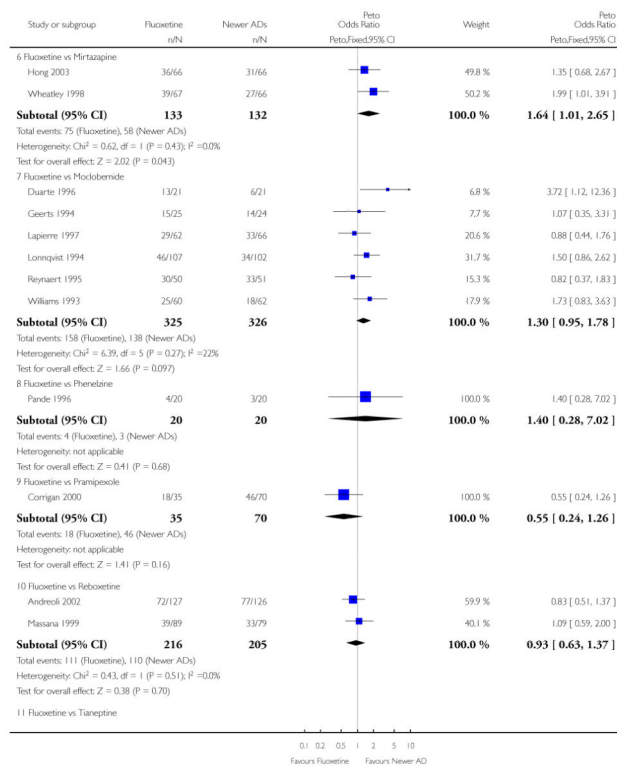 Study or subgroup Fluoxetine Newer ADs Peto Odds Ratio Weight Peto Odds Ratio
n/N n/N Peto,Fixed,95% CI Peto,Fixed,95% CI
6 Fluoxetine vs Mirtazapine
Hong 2003 36/66 31/66 49.8 % 1.35 [ 0.68, 2.67 ]
Wheatley 1998 39/67 27/66 50.2 % 1.99 [ 1.01, 3.91 ]
Subtotal (95% CI) 133 132 100.0 % 1.64 [ 1.01, 2.65 ]
Total events: 75 (Fluoxetine), 58 (Newer ADs)
Heterogeneity: Chi² = 0.62, df = 1 (P = 0.43); I² =0.0%
Test for overall effect: Z = 2.02 (P = 0.043)
7 Fluoxetine vs Moclobemide
Duarte 1996 13/21 6/21 6.8 % 3.72 [ 1.12, 12.36 ]
Geerts 1994 15/25 14/24 7.7 % 1.07 [ 0.35, 3.31 ]
Lapierre 1997 29/62 33/66 20.6 % 0.88 [ 0.44, 1.76 ]
Lonnqvist 1994 46/107 34/102 31.7 % 1.50 [ 0.86, 2.62 ]
Reynaert 1995 30/50 33/51 15.3 % 0.82 [ 0.37, 1.83 ]
Williams 1993 25/60 18/62 17.9 % 1.73 [ 0.83, 3.63 ]
Subtotal (95% CI) 325 326 100.0 % 1.30 [ 0.95, 1.78 ]
Total events: 158 (Fluoxetine), 138 (Newer ADs)
Heterogeneity: Chi² = 6.39, df = 5 (P = 0.27); I² =22%
Test for overall effect: Z = 1.66 (P = 0.097)
8 Fluoxetine vs Phenelzine
Pande 1996 4/20 3/20 100.0 % 1.40 [ 0.28, 7.02 ]
Subtotal (95% CI) 20 20 100.0 % 1.40 [ 0.28, 7.02 ]
Total events: 4 (Fluoxetine), 3 (Newer ADs)
Heterogeneity: not applicable
Test for overall effect: Z = 0.41 (P = 0.68)
9 Fluoxetine vs Pramipexole
Corrigan 2000 18/35 46/70 100.0 % 0.55 [ 0.24, 1.26 ]
Subtotal (95% CI) 35 70 100.0 % 0.55 [ 0.24, 1.26 ]
Total events: 18 (Fluoxetine), 46 (Newer ADs)
Heterogeneity: not applicable
Test for overall effect: Z = 1.41 (P = 0.16)
10 Fluoxetine vs Reboxetine
Andreoli 2002 72/127 77/126 59.9 % 0.83 [ 0.51, 1.37 ]
Massana 1999 39/89 33/79 40.1 % 1.09 [ 0.59, 2.00 ]
Subtotal (95% CI) 216 205 100.0 % 0.93 [ 0.63, 1.37 ]
Total events: 111 (Fluoxetine), 110 (Newer ADs)
Heterogeneity: Chi² = 0.43, df = 1 (P = 0.51); I² =0.0%
Test for overall effect: Z = 0.38 (P = 0.70)
11 Fluoxetine vs Tianeptine
0.1 0.2 0.5 1 2 5 10
Favours Fluoxetine Favours Newer AD